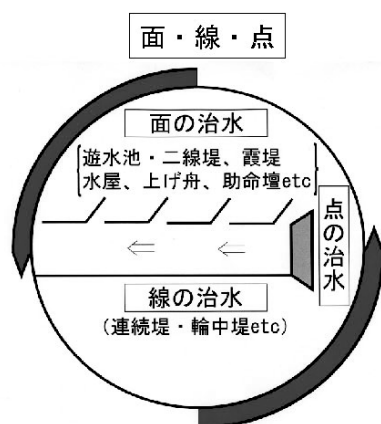 面・線・点
面の治水
遊水池・二線堤、霞堤
水屋、上げ舟、助命壇etc
点の治水
線の治水
(連続堤・輪中堤etc)